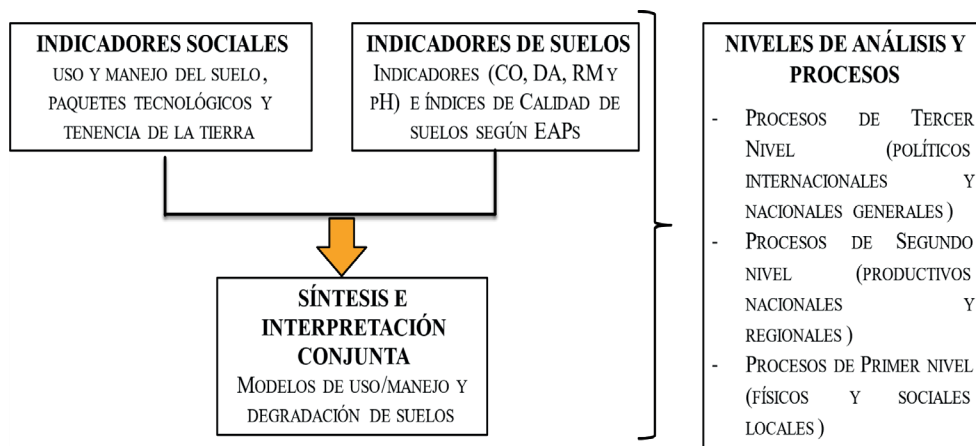 INDICADORES SOCIALES
USO Y MANEJO DEL SUELO,
PAQUETES TECNOLÓGICOS Y
TENENCIA DE LA TIERRA
INDICADORES DE SUELOS
INDICADORES (CO, DA, RM Y
PH) E ÍNDICES DE CALIDAD DE
SUELOS SEGÚN EAPS
SÍNTESIS E
INTERPRETACIÓN
CONJUNTA
MODELOS DE USO/MANEJO Y
DEGRADACIÓN DE SUELOS
NIVELES DE ANÁLISIS Y
PROCESOS
- PROCESOS DE TERCER
NIVEL (POLÍTICOS
INTERNACIONALES Y
NACIONALES GENERALES)
- PROCESOS DE SEGUNDO
NIVEL (PRODUCTIVOS
NACIONALES Y
REGIONALES)
- PROCESOS DE PRIMER NIVEL
(FÍSICOS Y SOCIALES
LOCALES)